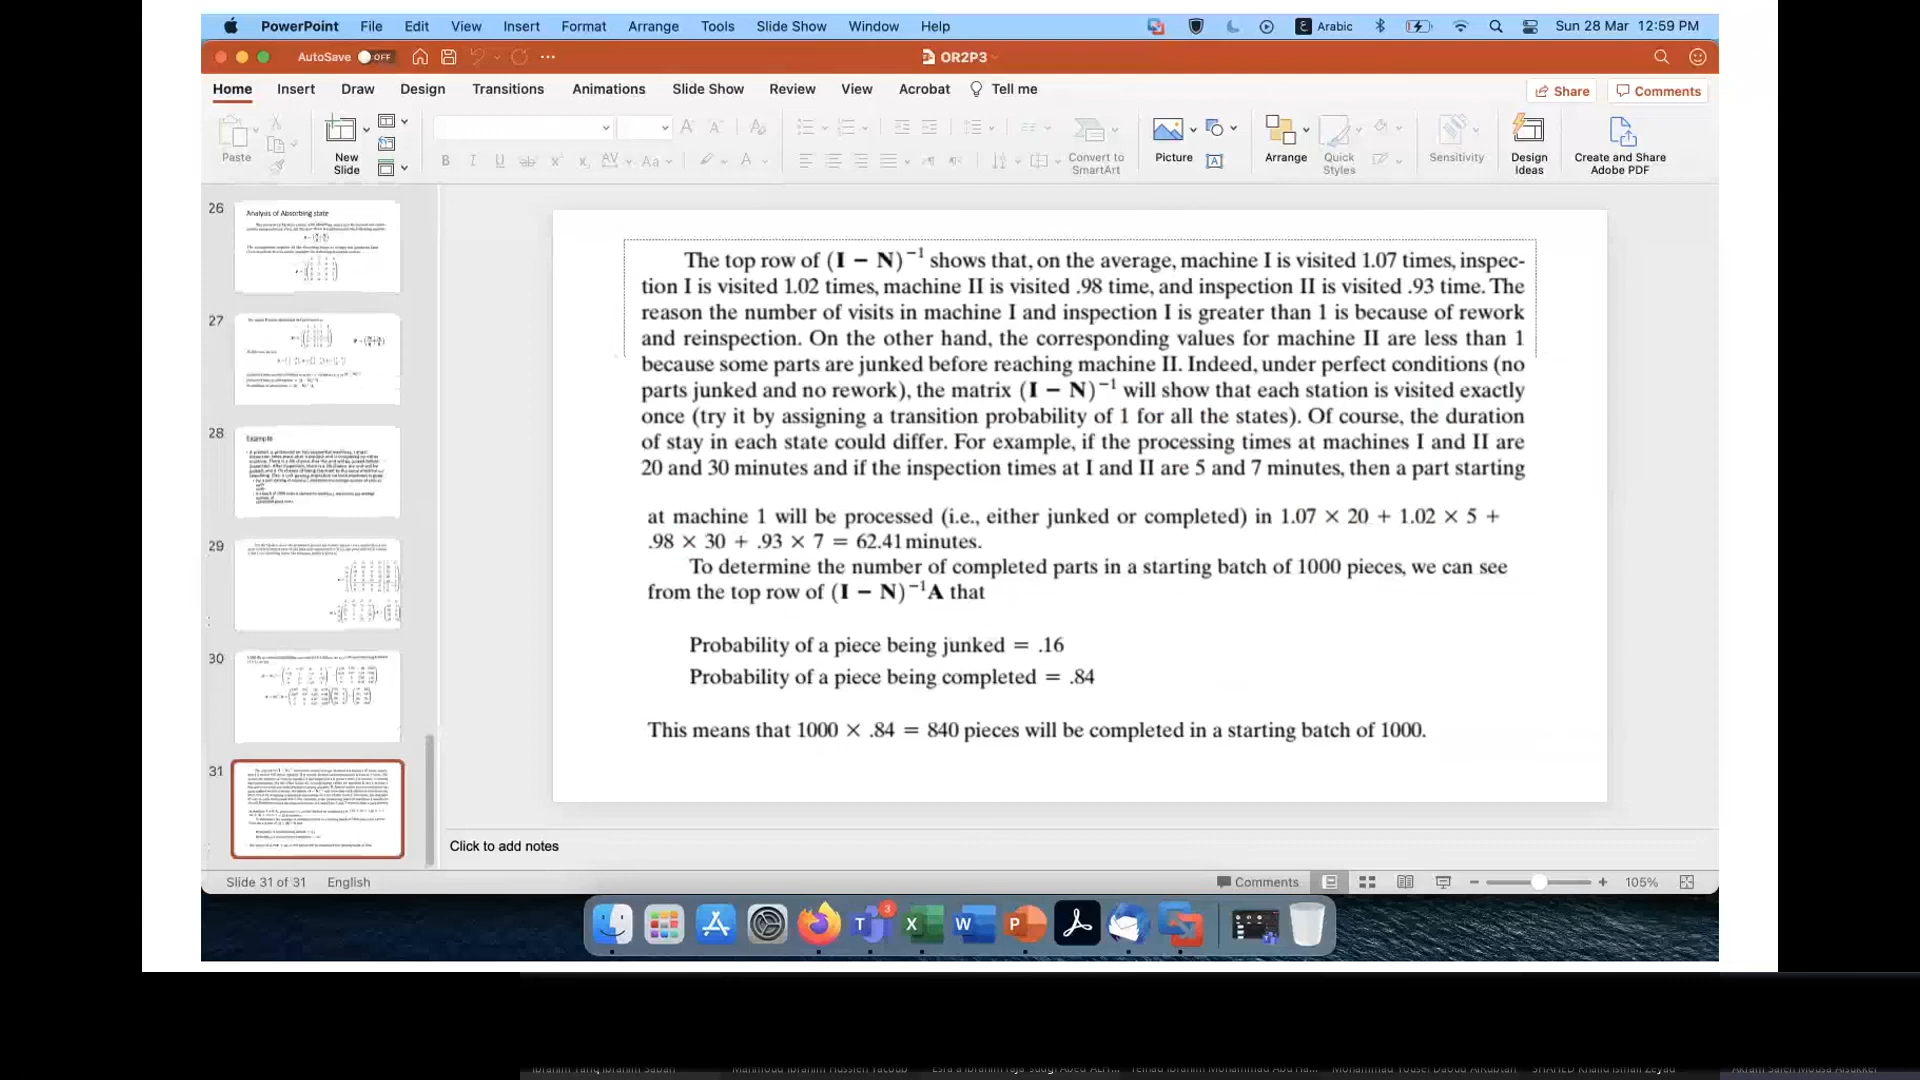 PowerPoint File Edit View Insert Format Arrange Tools Slide Show Window Help Arabic Sun 28 Mar 12:59 PM
AutoSave OFF OR2P3
Home Insert Draw Design Transitions Animations Slide Show Review View Acrobat Tell me Share Comments
Paste New Slide Convert to SmartArt Picture Arrange Quick Styles Sensitivity Design Ideas Create and Share Adobe PDF
26
Analysis of Absorbing state
27
28
Example
29
30
31
The top row of (I − N)⁻¹ shows that, on the average, machine I is visited 1.07 times, inspec-
tion I is visited 1.02 times, machine II is visited .98 time, and inspection II is visited .93 time. The
reason the number of visits in machine I and inspection I is greater than 1 is because of rework
and reinspection. On the other hand, the corresponding values for machine II are less than 1
because some parts are junked before reaching machine II. Indeed, under perfect conditions (no
parts junked and no rework), the matrix (I − N)⁻¹ will show that each station is visited exactly
once (try it by assigning a transition probability of 1 for all the states). Of course, the duration
of stay in each state could differ. For example, if the processing times at machines I and II are
20 and 30 minutes and if the inspection times at I and II are 5 and 7 minutes, then a part starting
at machine 1 will be processed (i.e., either junked or completed) in 1.07 × 20 + 1.02 × 5 +
.98 × 30 + .93 × 7 = 62.41 minutes.
To determine the number of completed parts in a starting batch of 1000 pieces, we can see
from the top row of (I − N)⁻¹A that
Probability of a piece being junked = .16
Probability of a piece being completed = .84
This means that 1000 × .84 = 840 pieces will be completed in a starting batch of 1000.
Click to add notes
Slide 31 of 31 English Comments 105%
3